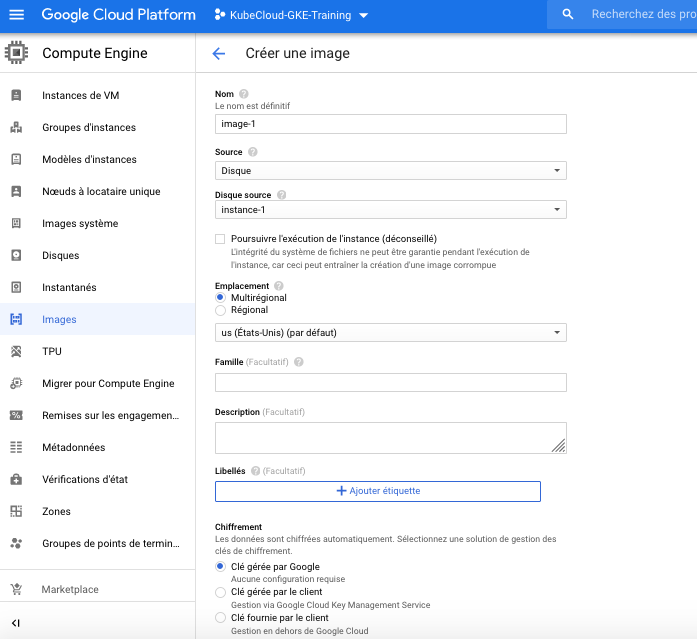 Google Cloud Platform
KubeCloud-GKE-Training
Recherchez des pro
Compute Engine
Créer une image
Instances de VM
Groupes d'instances
Modèles d'instances
Nœuds à locataire unique
Images système
Disques
Instantanés
Images
TPU
Migrer pour Compute Engine
Remises sur les engagemen...
Métadonnées
Vérifications d'état
Zones
Groupes de points de termin...
Marketplace
Nom ?
Le nom est définitif
image-1
Source ?
Disque
Disque source ?
instance-1
Poursuivre l'exécution de l'instance (déconseillé)
L'intégrité du système de fichiers ne peut être garantie pendant l'exécution de
l'instance, car ceci peut entraîner la création d'une image corrompue
Emplacement ?
Multirégional
Régional
us (États-Unis) (par défaut)
Famille (Facultatif) ?
Description (Facultatif)
Libellés ? (Facultatif)
+ Ajouter étiquette
Chiffrement
Les données sont chiffrées automatiquement. Sélectionnez une solution de gestion des
clés de chiffrement.
Clé gérée par Google
Aucune configuration requise
Clé gérée par le client
Gestion via Google Cloud Key Management Service
Clé fournie par le client
Gestion en dehors de Google Cloud